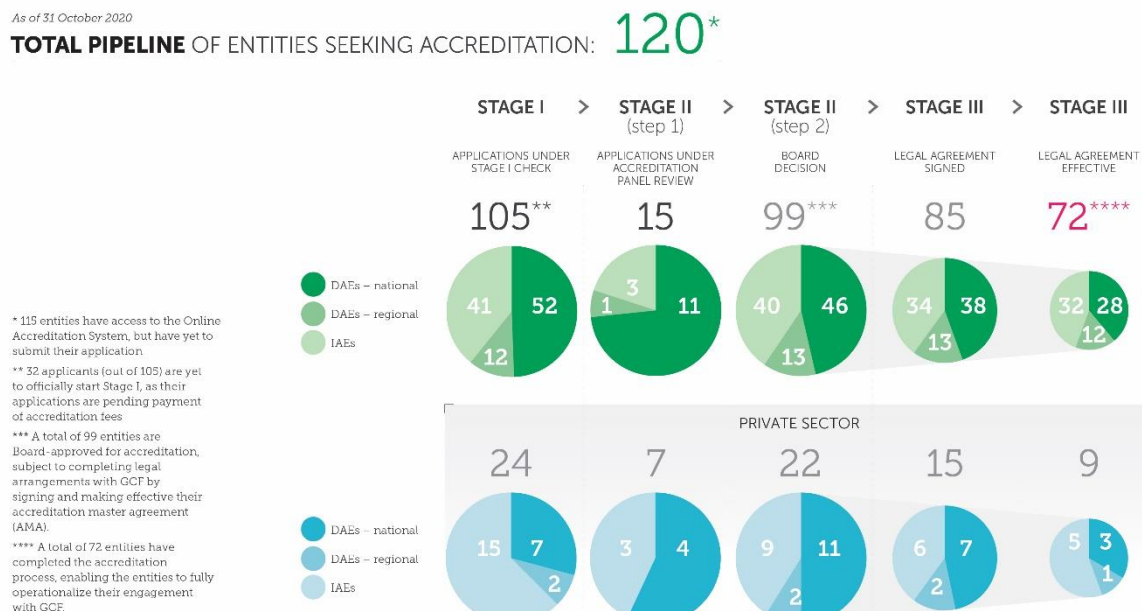 As of 31 October 2020
TOTAL PIPELINE OF ENTITIES SEEKING ACCREDITATION: 120*
STAGE I > STAGE II > STAGE II > STAGE III > STAGE III
(step 1) (step 2)
APPLICATIONS UNDER APPLICATIONS UNDER BOARD LEGAL AGREEMENT LEGAL AGREEMENT
STAGE I CHECK ACCREDITATION DECISION SIGNED EFFECTIVE
PANEL REVIEW
105** 15 99*** 85 72****
DAEs – national
DAEs – regional
IAEs
41 52 12
3 1 11
40 46 13
34 38 13
32 28 12
* 115 entities have access to the Online
Accreditation System, but have yet to
submit their application
** 32 applicants (out of 105) are yet
to officially start Stage I, as their
applications are pending payment
of accreditation fees
*** A total of 99 entities are
Board-approved for accreditation,
subject to completing legal
arrangements with GCF by
signing and making effective their
accreditation master agreement
(AMA).
**** A total of 72 entities have
completed the accreditation
process, enabling the entities to fully
operationalize their engagement
with GCF.
PRIVATE SECTOR
24 7 22 15 9
DAEs – national
DAEs – regional
IAEs
15 7 2
3 4
9 11 2
6 7 2
5 3 1